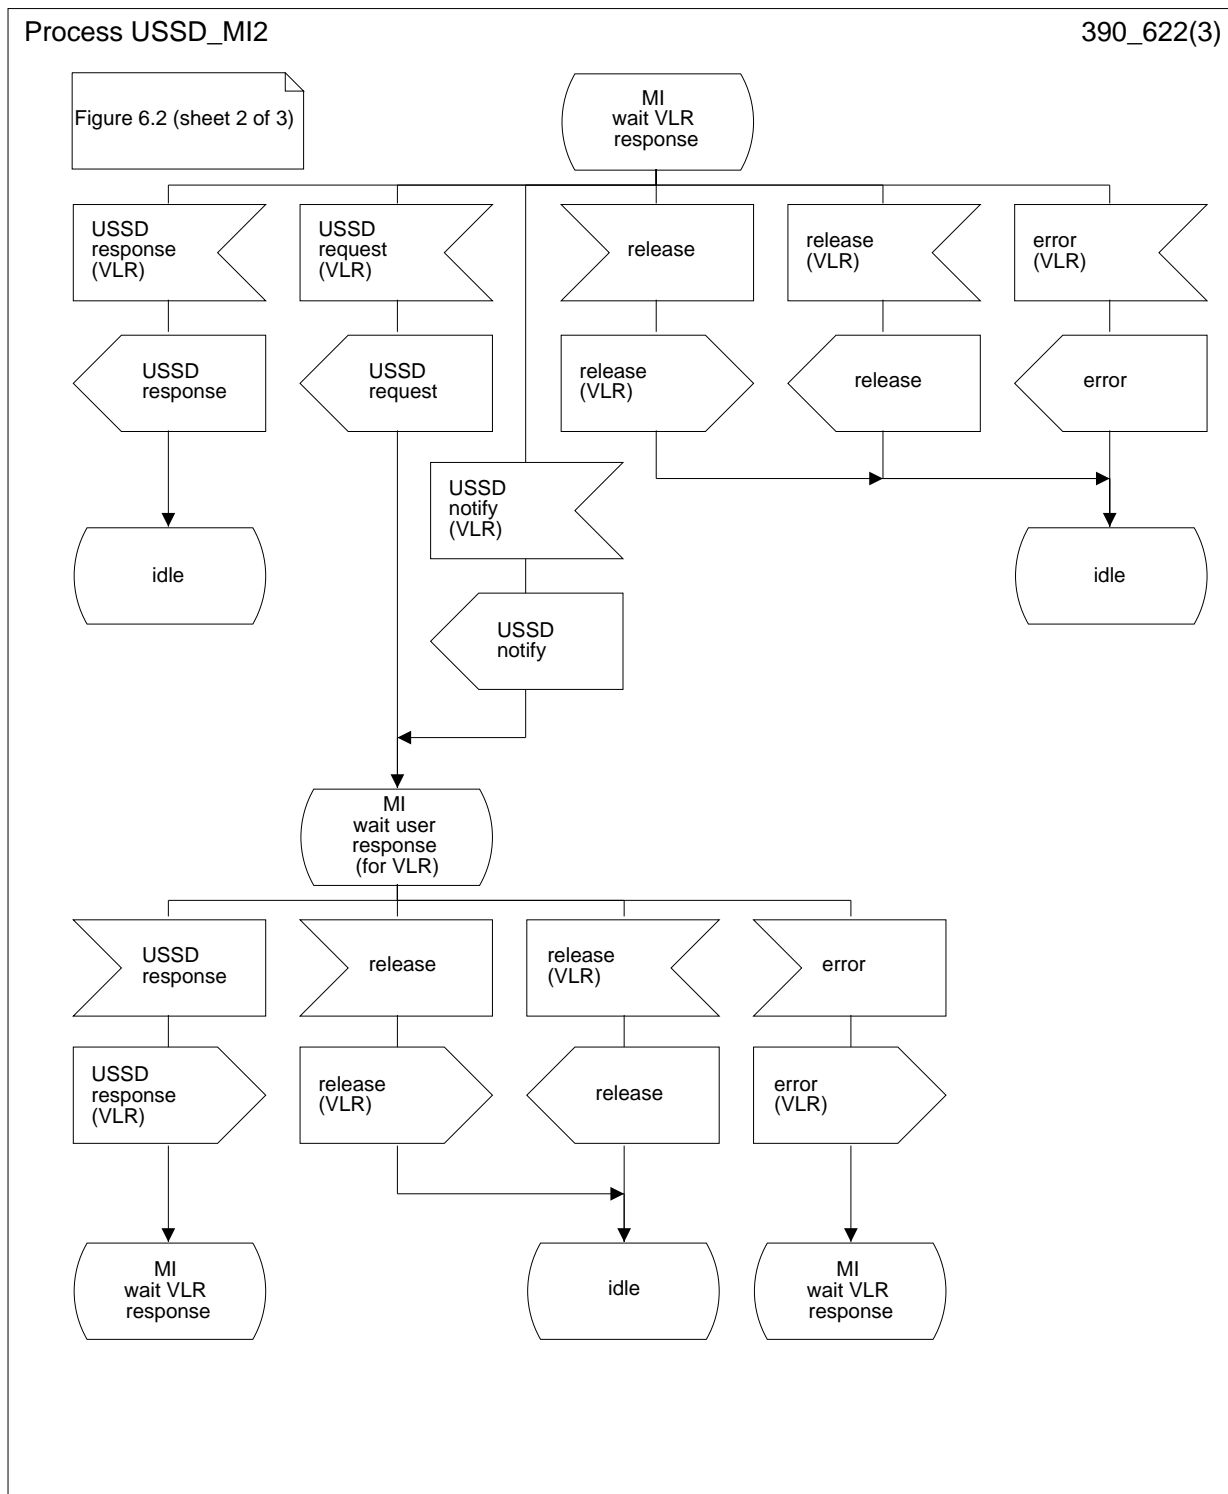 Process USSD_MI2
390_622(3)
Figure 6.2 (sheet 2 of 3)
MI
wait VLR
response
USSD
response
(VLR)
USSD
request
(VLR)
release
release
(VLR)
error
(VLR)
USSD
response
USSD
request
release
(VLR)
release
error
USSD
notify
(VLR)
idle
idle
USSD
notify
MI
wait user
response
(for VLR)
USSD
response
release
release
(VLR)
error
USSD
response
(VLR)
release
(VLR)
release
error
(VLR)
MI
wait VLR
response
idle
MI
wait VLR
response